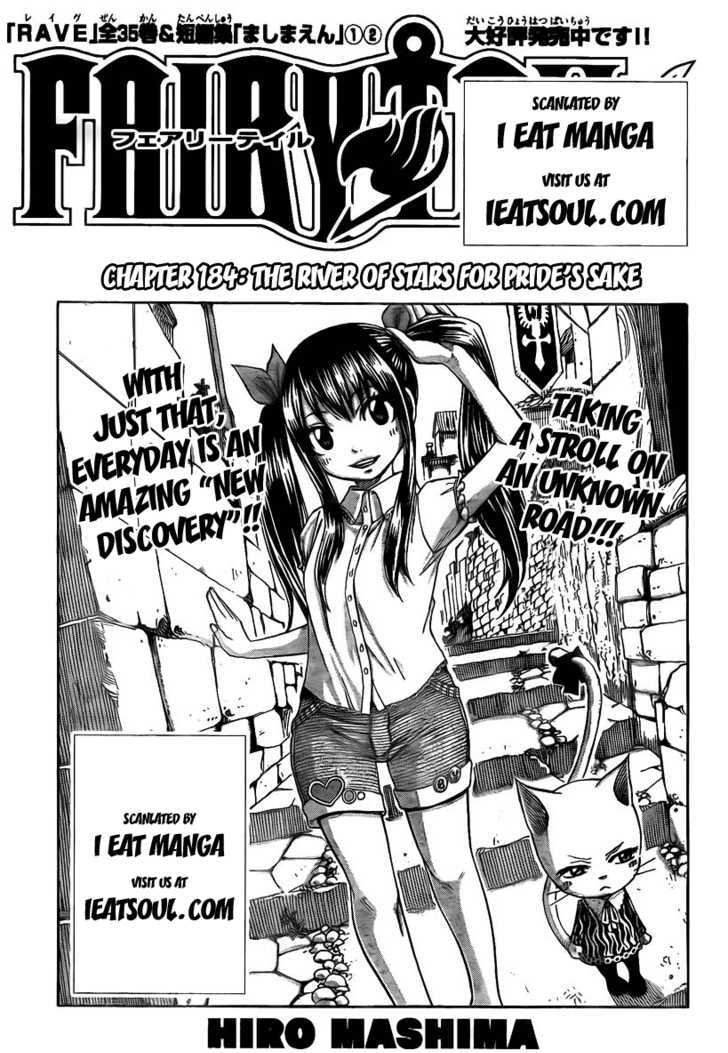 レイヴ ぜん かん たんぺんしゅう だいこうひょうはつばいちゅう
「RAVE」全35巻&短編集「ましまえん」①② 大好評発売中です!!
FAIRY
フェアリーテイル
SCANLATED BY
I EAT MANGA
VISIT US AT
IEATSOUL.COM
CHAPTER 184: THE RIVER OF STARS FOR PRIDE'S SAKE
WITH
JUST THAT,
EVERYDAY IS AN
AMAZING "NEW
DISCOVERY"!!
TAKING
A STROLL ON
AN UNKNOWN
ROAD!!!
SCANLATED BY
I EAT MANGA
VISIT US AT
IEATSOUL.COM
HIRO MASHIMA